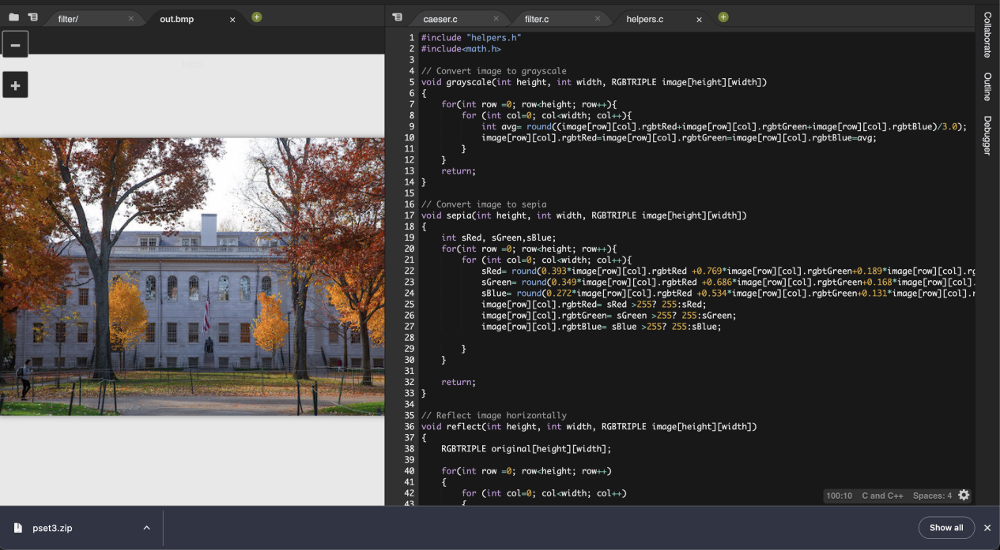 filter/ × out.bmp × +
caeser.c × filter.c × helpers.c × +
Collaborate
Outline
Debugger
−
+
1 #include "helpers.h"
2 #include<math.h>
3
4 // Convert image to grayscale
5 void grayscale(int height, int width, RGBTRIPLE image[height][width])
6 {
7     for(int row =0; row<height; row++){
8         for (int col=0; col<width; col++){
9             int avg= round((image[row][col].rgbtRed+image[row][col].rgbtGreen+image[row][col].rgbtBlue)/3.0);
10             image[row][col].rgbtRed=image[row][col].rgbtGreen=image[row][col].rgbtBlue=avg;
11         }
12     }
13     return;
14 }
15
16 // Convert image to sepia
17 void sepia(int height, int width, RGBTRIPLE image[height][width])
18 {
19     int sRed, sGreen,sBlue;
20     for(int row =0; row<height; row++){
21         for (int col=0; col<width; col++){
22             sRed= round(0.393*image[row][col].rgbtRed +0.769*image[row][col].rgbtGreen+0.189*image[row][col].rg
23             sGreen= round(0.349*image[row][col].rgbtRed +0.686*image[row][col].rgbtGreen+0.168*image[row][col].
24             sBlue= round(0.272*image[row][col].rgbtRed +0.534*image[row][col].rgbtGreen+0.131*image[row][col].r
25             image[row][col].rgbtRed= sRed >255? 255:sRed;
26             image[row][col].rgbtGreen= sGreen >255? 255:sGreen;
27             image[row][col].rgbtBlue= sBlue >255? 255:sBlue;
28
29         }
30     }
31
32     return;
33 }
34
35 // Reflect image horizontally
36 void reflect(int height, int width, RGBTRIPLE image[height][width])
37 {
38     RGBTRIPLE original[height][width];
39
40     for(int row =0; row<height; row++)
41     {
42         for (int col=0; col<width; col++)
43         {
100:10 C and C++ Spaces: 4
pset3.zip
Show all ×